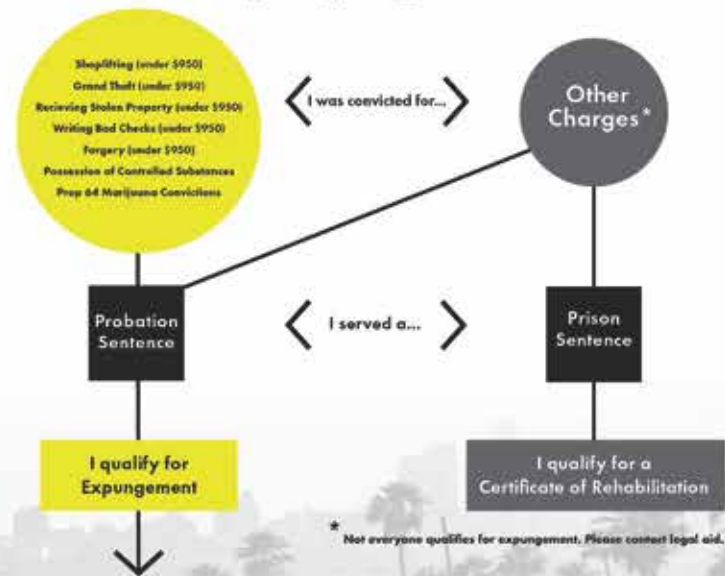 Shoplifting (under $950)
Grand Theft (under $950)
Recieving Stolen Property (under $950)
Writing Bad Checks (under $950)
Forgery (under $950)
Possession of Controlled Substances
Prop 64 Marijuana Convictions
I was convicted for...
Other
Charges*
Probation
Sentence
I served a...
Prison
Sentence
I qualify for
Expungement
I qualify for a
Certificate of Rehabilitation
* Not everyone qualifies for expungement. Please contact legal aid.